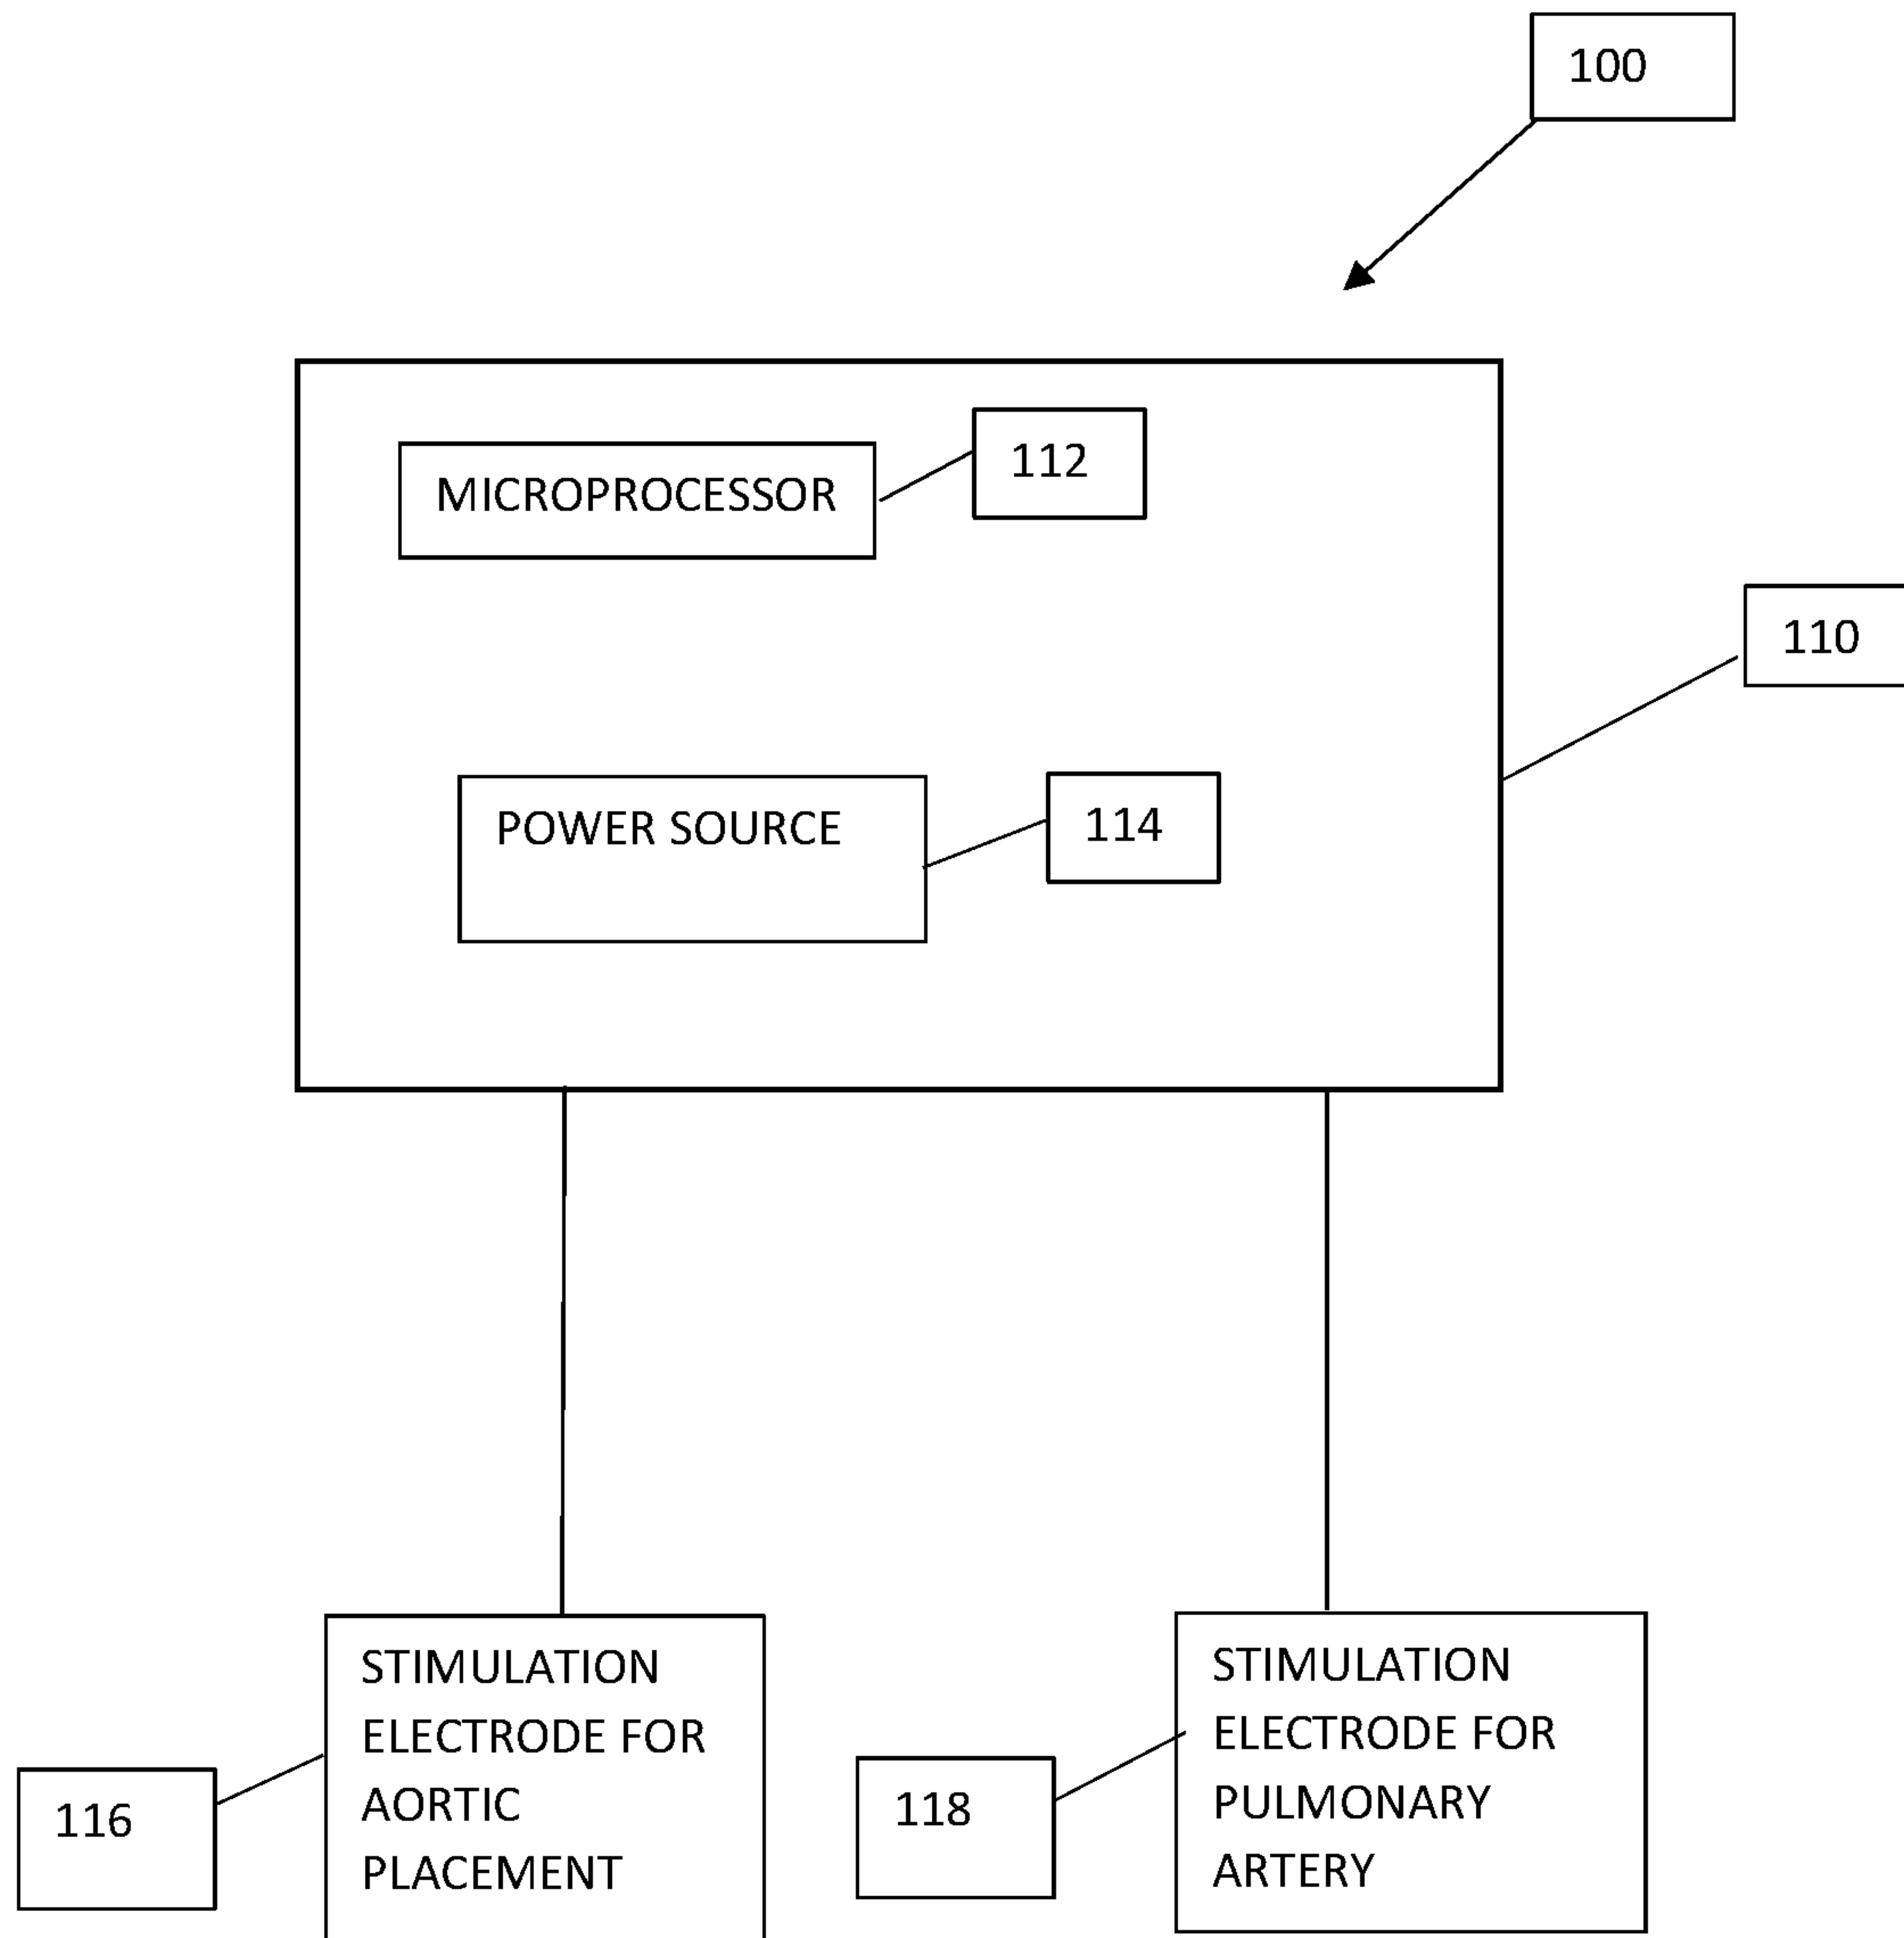 100
MICROPROCESSOR
112
110
POWER SOURCE
114
STIMULATION
ELECTRODE FOR
AORTIC
PLACEMENT
116
STIMULATION
ELECTRODE FOR
PULMONARY
ARTERY
118